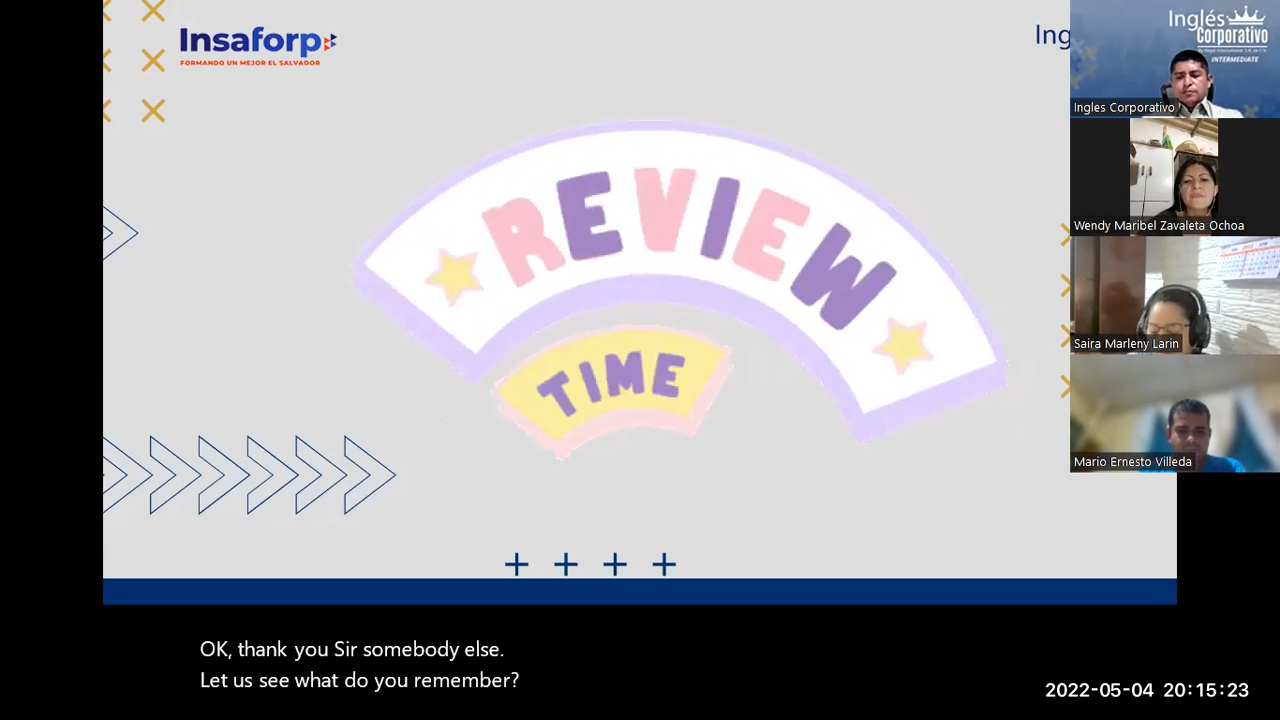 Insaforp
FORMANDO UN MEJOR EL SALVADOR
Ing
REVIEW
TIME
Inglés
Corporativo
INTERMEDIATE
Ingles Corporativo
Wendy Maribel Zavaleta Ochoa
Saira Marleny Larin
Mario Ernesto Villeda
OK, thank you Sir somebody else.
Let us see what do you remember?
2022-05-04 20:15:23